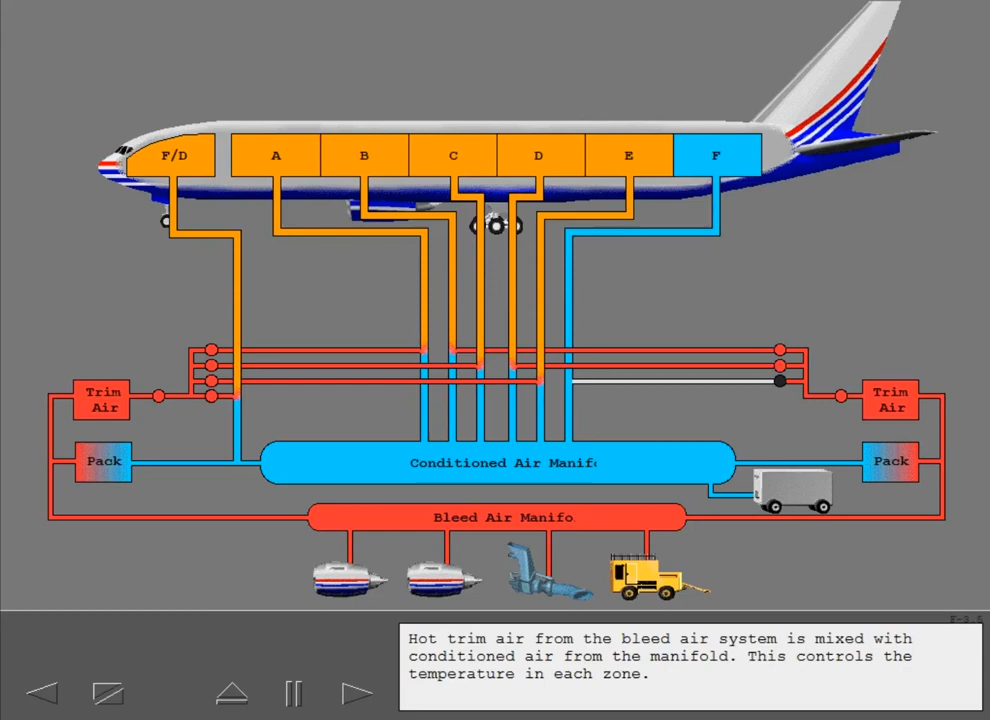 F/D A B C D E F
Trim
Air
Trim
Air
Pack
Conditioned Air Manif
Pack
Bleed Air Manifo
Hot trim air from the bleed air system is mixed with
conditioned air from the manifold. This controls the
temperature in each zone.